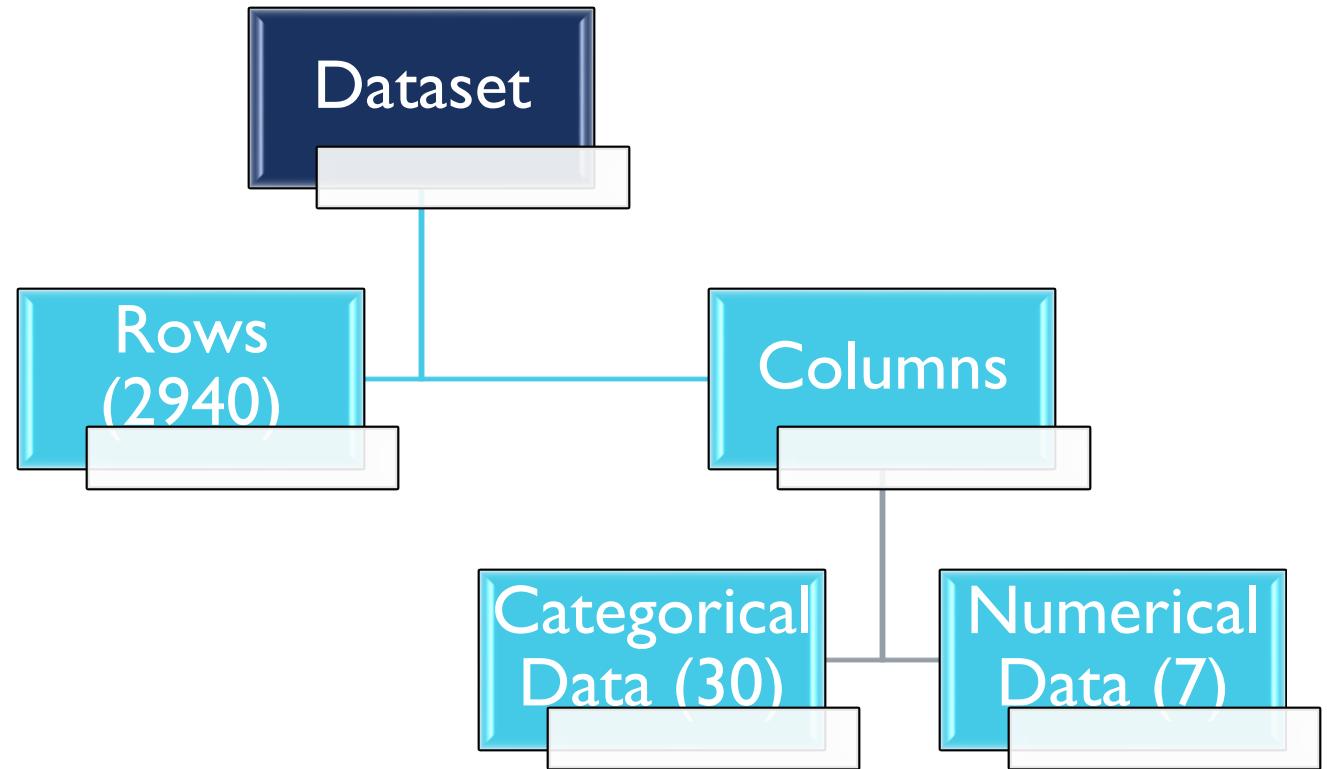 Dataset
Rows
(2940)
Columns
Categorical
Data (30)
Numerical
Data (7)